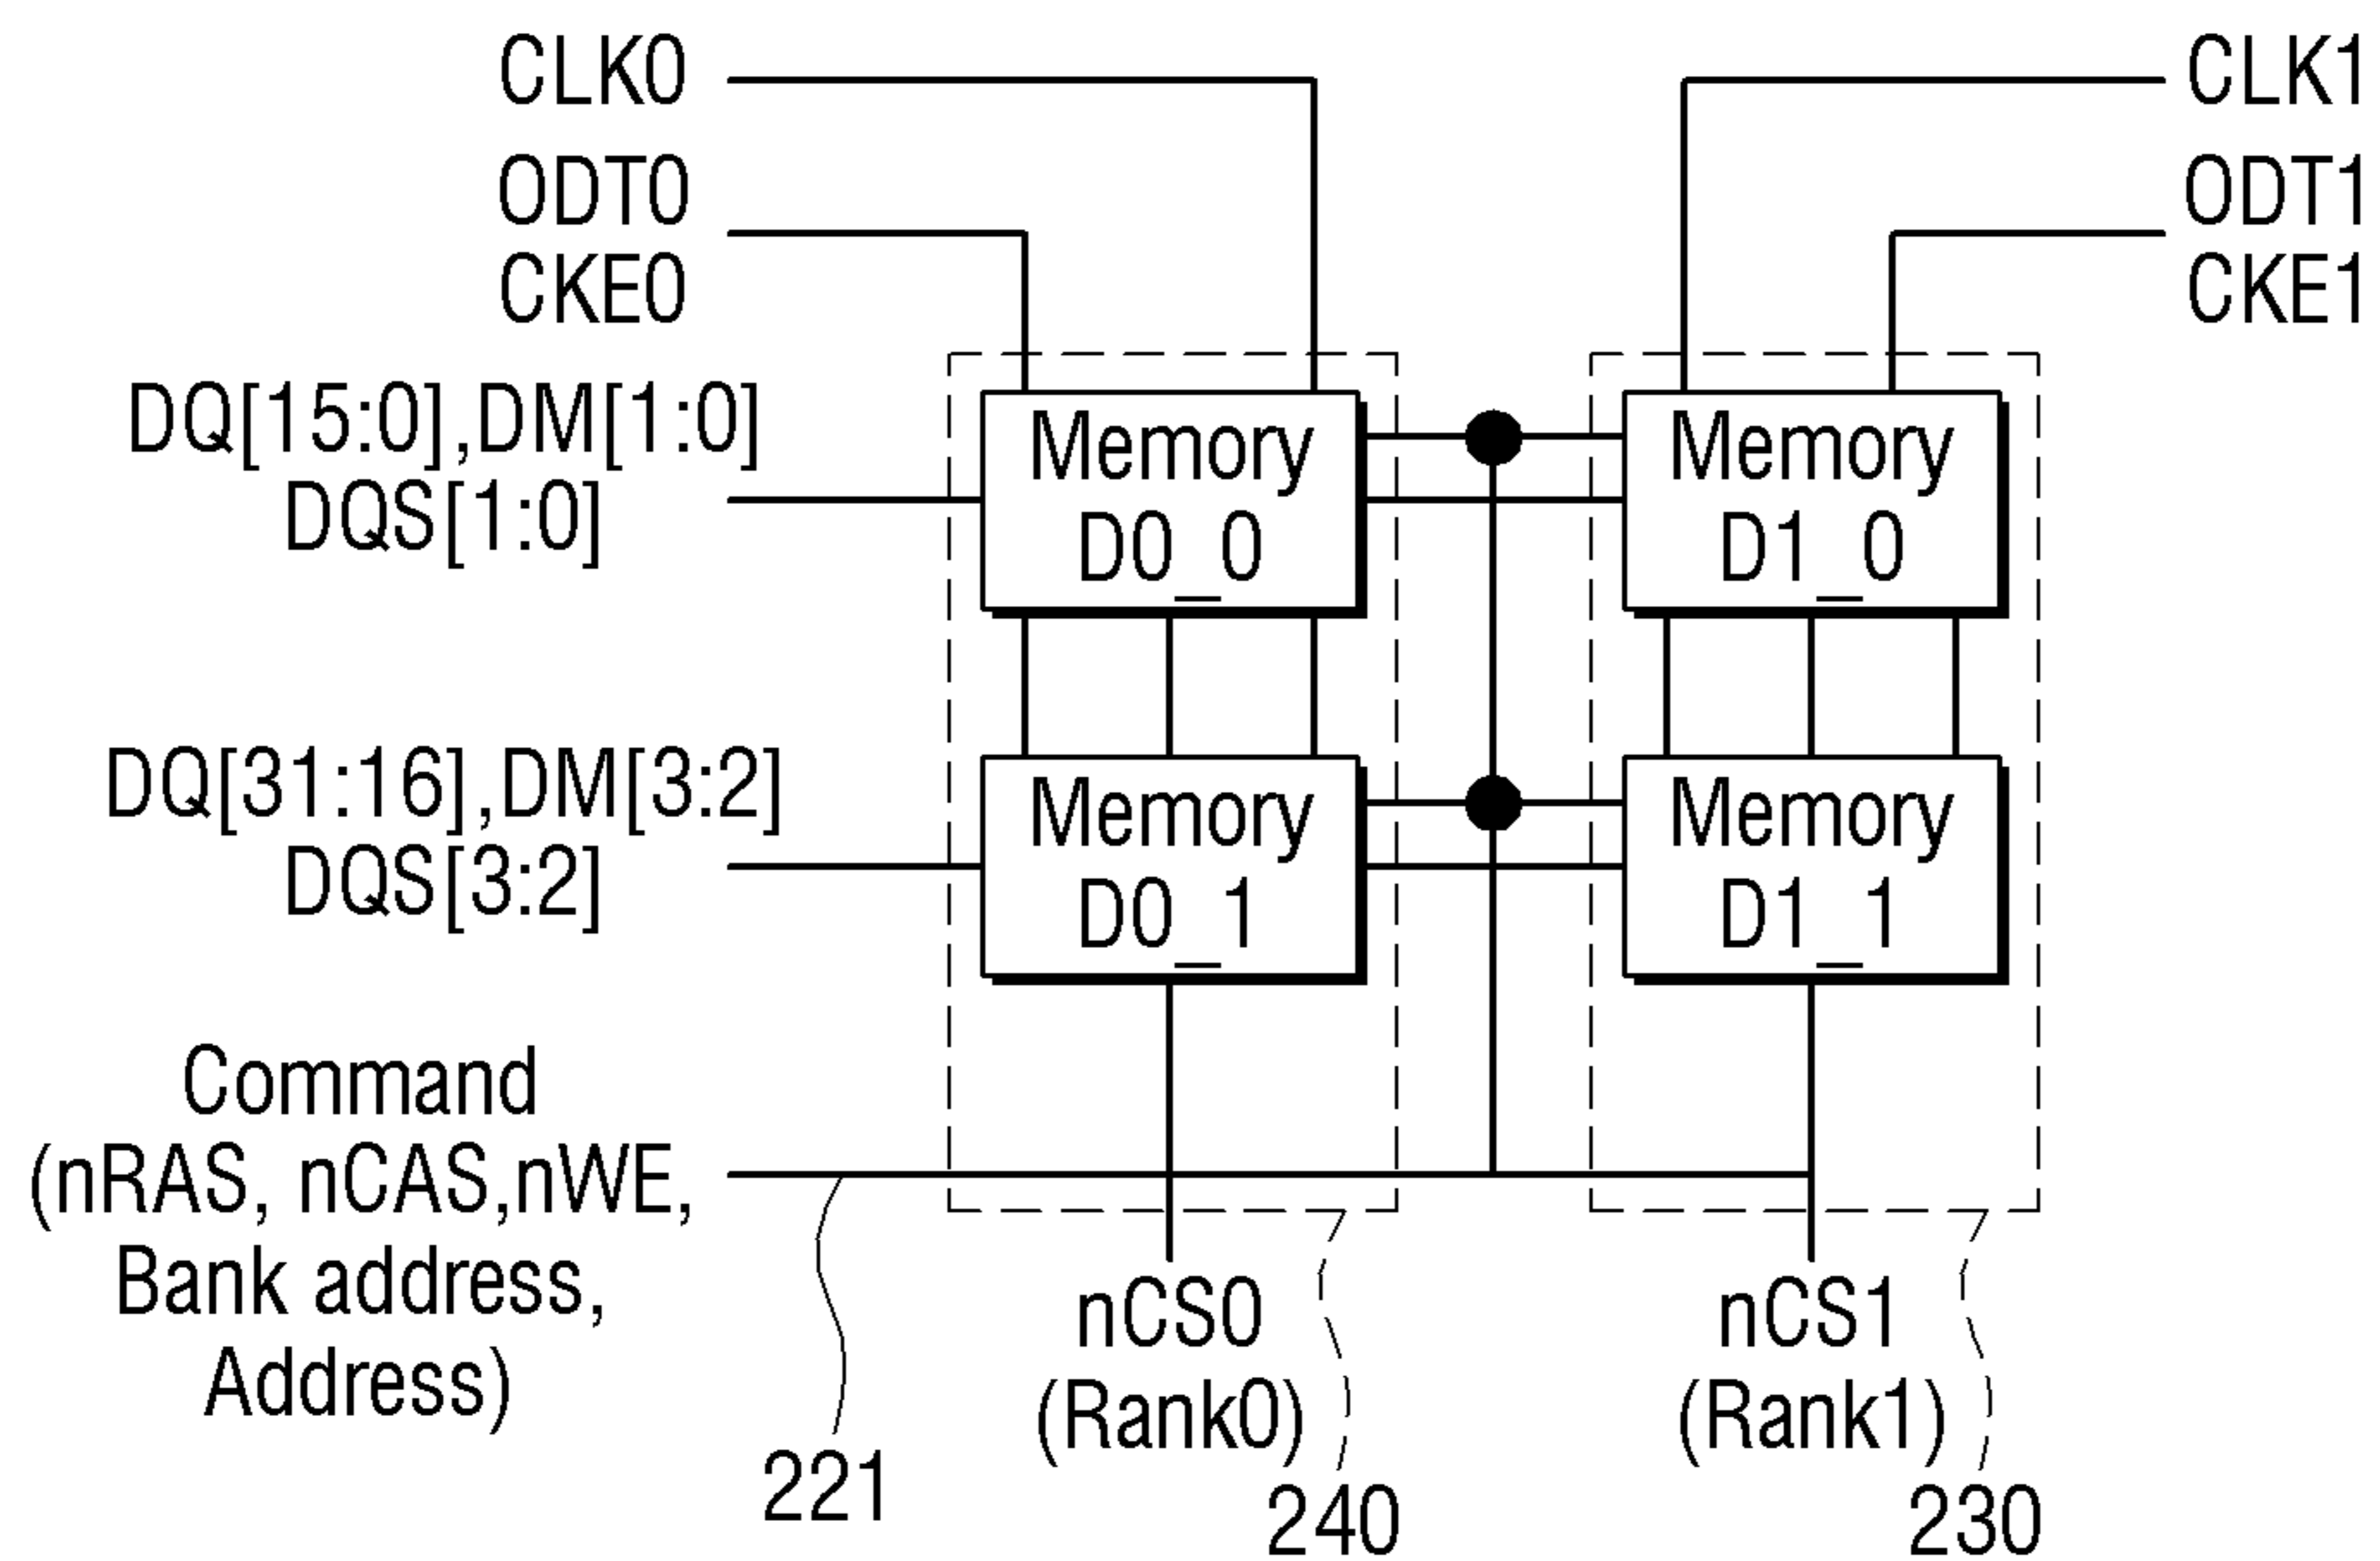 CLK0
CLK1
ODT0
ODT1
CKE0
CKE1
DQ[15:0],DM[1:0]
DQS[1:0]
Memory
D0_0
Memory
D1_0
DQ[31:16],DM[3:2]
DQS[3:2]
Memory
D0_1
Memory
D1_1
Command
(nRAS, nCAS,nWE,
Bank address,
Address)
nCS0
(Rank0)
nCS1
(Rank1)
221
240
230